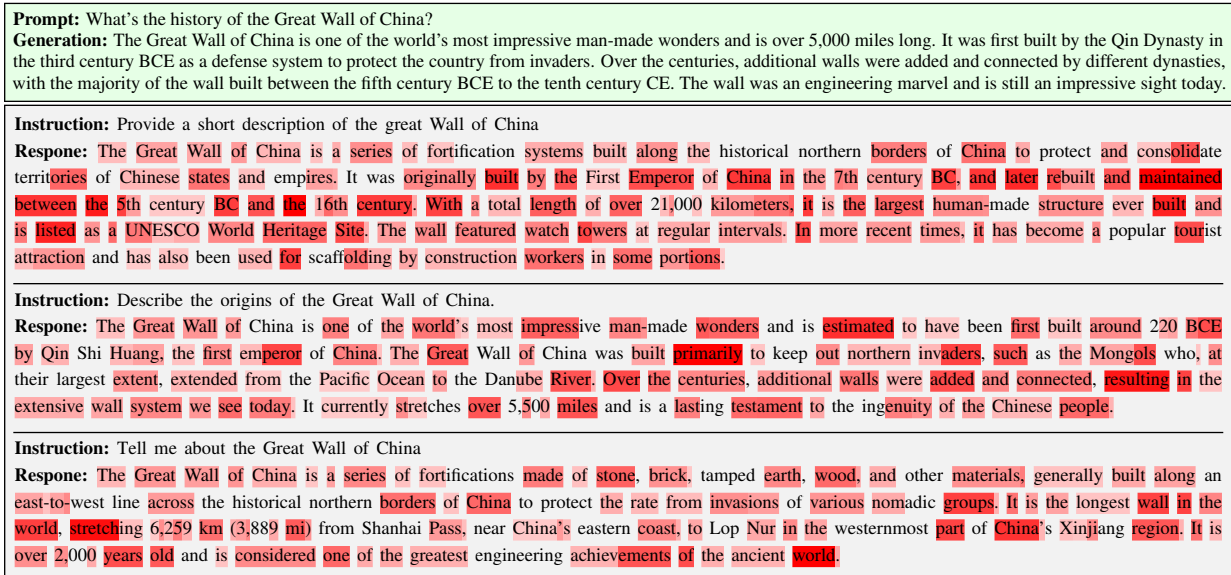 Prompt: What's the history of the Great Wall of China?
Generation: The Great Wall of China is one of the world's most impressive man-made wonders and is over 5,000 miles long. It was first built by the Qin Dynasty in
the third century BCE as a defense system to protect the country from invaders. Over the centuries, additional walls were added and connected by different dynasties,
with the majority of the wall built between the fifth century BCE to the tenth century CE. The wall was an engineering marvel and is still an impressive sight today.
Instruction: Provide a short description of the great Wall of China
Respone: The Great Wall of China is a series of fortification systems built along the historical northern borders of China to protect and consolidate
territories of Chinese states and empires. It was originally built by the First Emperor of China in the 7th century BC, and later rebuilt and maintained
between the 5th century BC and the 16th century. With a total length of over 21,000 kilometers, it is the largest human-made structure ever built and
is listed as a UNESCO World Heritage Site. The wall featured watch towers at regular intervals. In more recent times, it has become a popular tourist
attraction and has also been used for scaffolding by construction workers in some portions.
Instruction: Describe the origins of the Great Wall of China.
Respone: The Great Wall of China is one of the world's most impressive man-made wonders and is estimated to have been first built around 220 BCE
by Qin Shi Huang, the first emperor of China. The Great Wall of China was built primarily to keep out northern invaders, such as the Mongols who, at
their largest extent, extended from the Pacific Ocean to the Danube River. Over the centuries, additional walls were added and connected, resulting in the
extensive wall system we see today. It currently stretches over 5,500 miles and is a lasting testament to the ingenuity of the Chinese people.
Instruction: Tell me about the Great Wall of China
Respone: The Great Wall of China is a series of fortifications made of stone, brick, tamped earth, wood, and other materials, generally built along an
east-to-west line across the historical northern borders of China to protect the rate from invasions of various nomadic groups. It is the longest wall in the
world, stretching 6,259 km (3,889 mi) from Shanhai Pass, near China's eastern coast, to Lop Nur in the westernmost part of China's Xinjiang region. It is
over 2,000 years old and is considered one of the greatest engineering achievements of the ancient world.